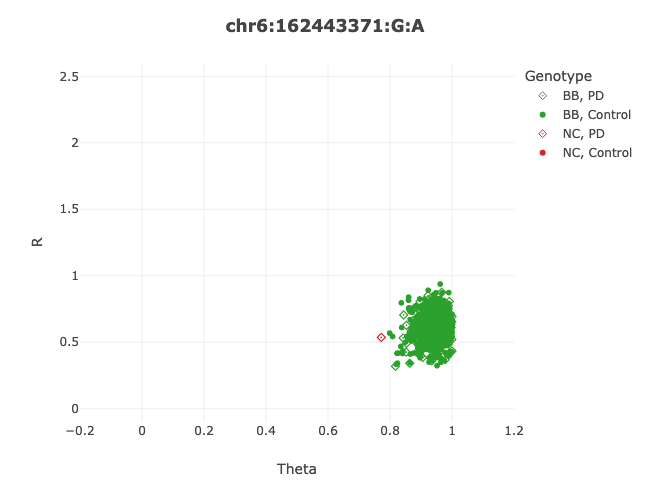 chr6:162443371:G:A
Genotype
BB, PD
BB, Control
NC, PD
NC, Control
2.5
2
1.5
1
0.5
0
R
−0.2
0
0.2
0.4
0.6
0.8
1
1.2
Theta